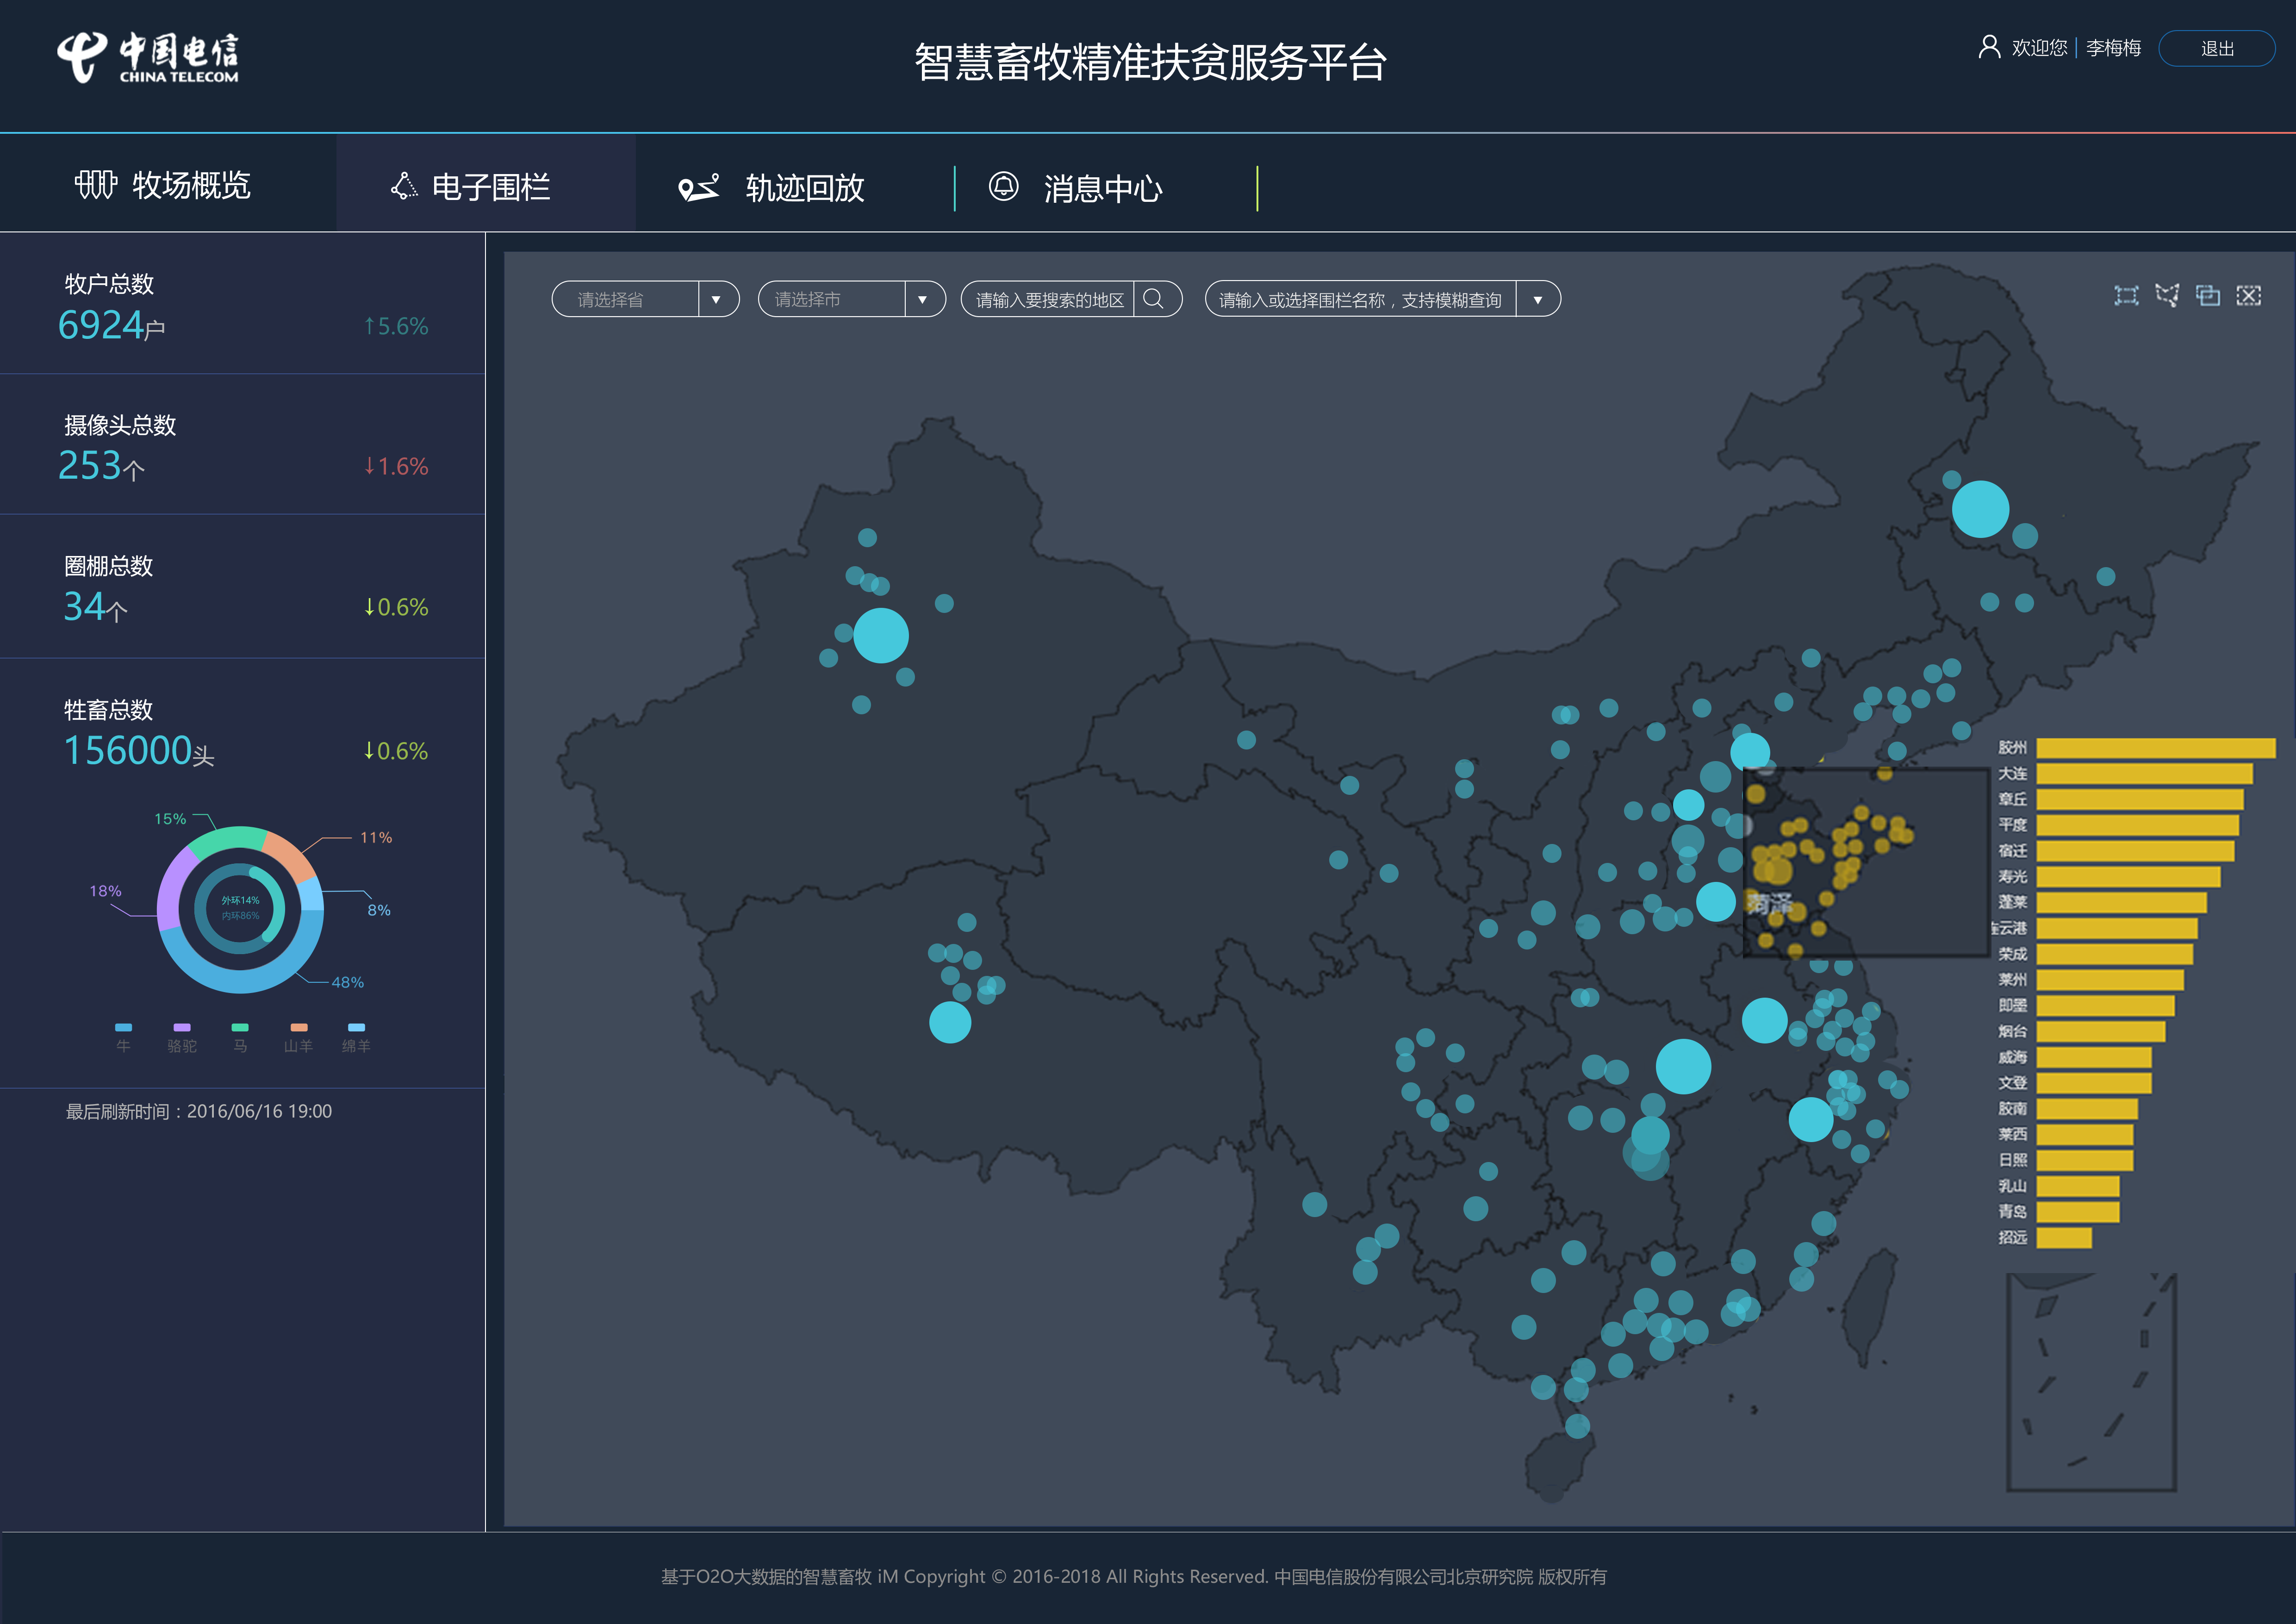 中国电信
CHINA TELECOM
智慧畜牧精准扶贫服务平台
欢迎您 李梅梅 退出
牧场概览 电子围栏 轨迹回放 消息中心
牧户总数
6924户 ↑5.6%
摄像头总数
253个 ↓1.6%
圈棚总数
34个 ↓0.6%
牲畜总数
156000头 ↓0.6%
15%
11%
18%
8%
48%
外环14%
内环86%
牛 骆驼 马 山羊 绵羊
最后刷新时间：2016/06/16 19:00
请选择省
请选择市
请输入要搜索的地区
请输入或选择围栏名称，支持模糊查询
菏泽
胶州
大连
章丘
平度
宿迁
寿光
蓬莱
连云港
荣成
莱州
即墨
烟台
威海
文登
胶南
莱西
日照
乳山
青岛
招远
基于O2O大数据的智慧畜牧 iM Copyright © 2016-2018 All Rights Reserved. 中国电信股份有限公司北京研究院 版权所有